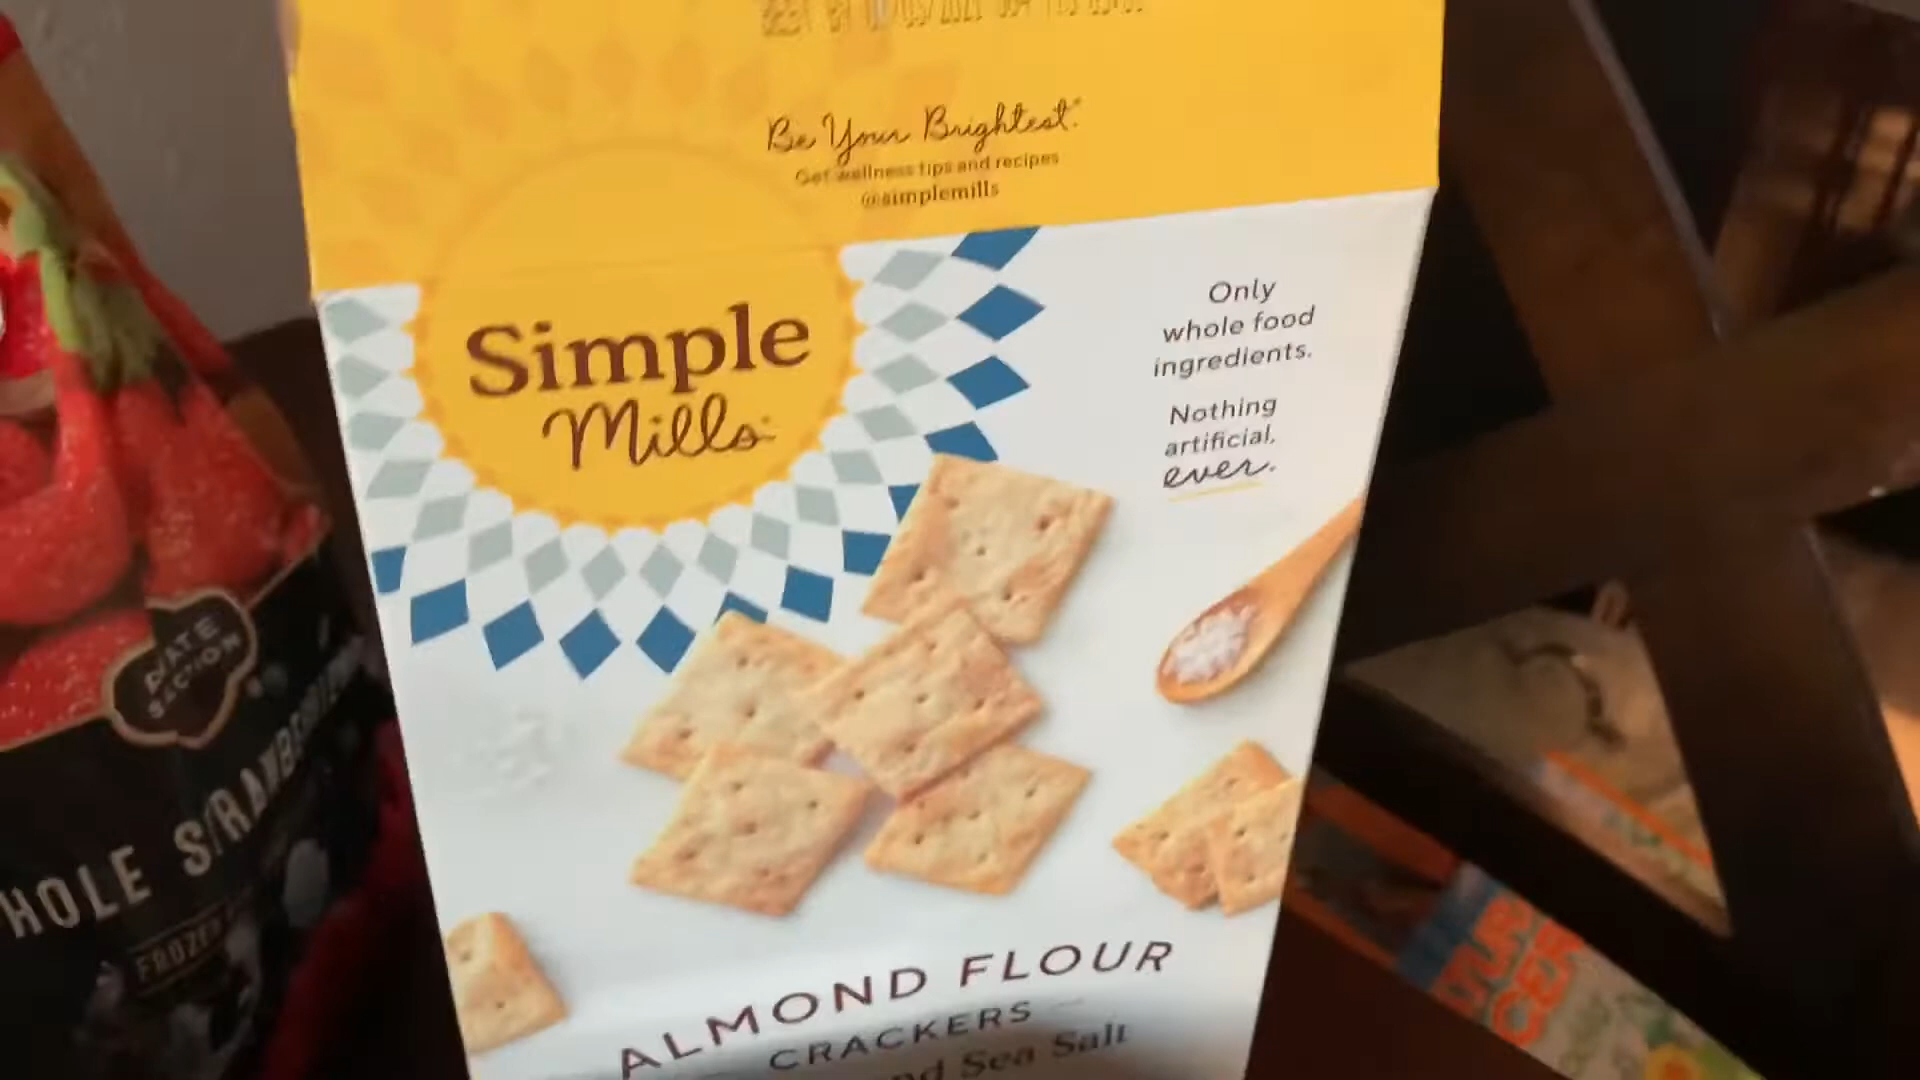 Be Your Brightest.
Get wellness tips and recipes
@simplemills
Simple
Mills
Only
whole food
ingredients.
Nothing
artificial,
ever.
ALMOND FLOUR
CRACKERS
Sea Salt
HOLE STRAWBERRIES
FROZEN